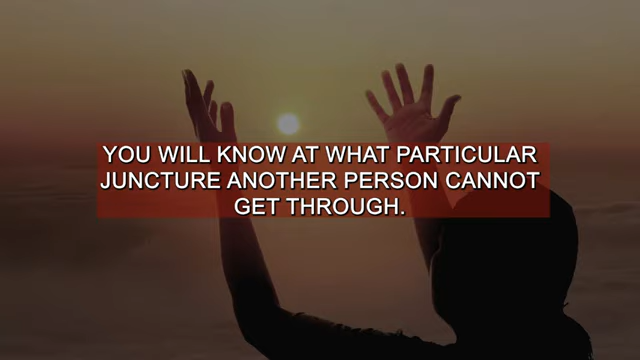 YOU WILL KNOW AT WHAT PARTICULAR
JUNCTURE ANOTHER PERSON CANNOT
GET THROUGH.